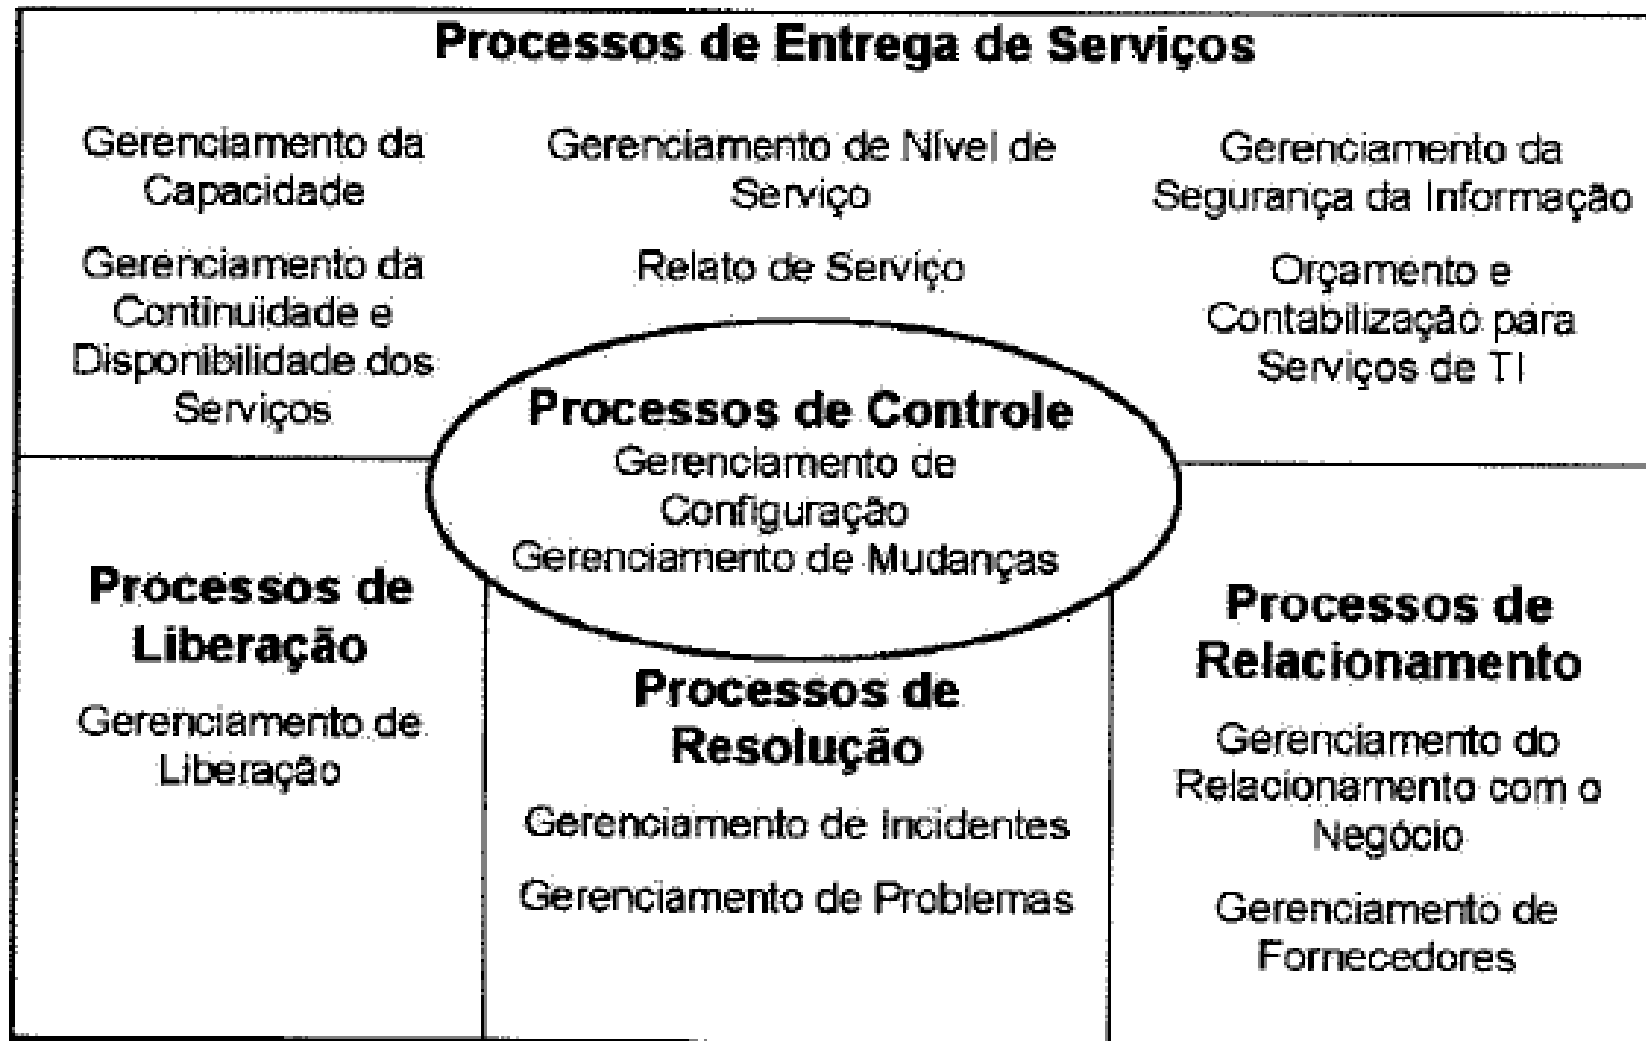 Processos de Entrega de Serviços
Gerenciamento da
Capacidade
Gerenciamento da
Continuidade e
Disponibilidade dos
Serviços
Gerenciamento de Nível de
Serviço
Relato de Serviço
Gerenciamento da
Segurança da Informação
Orçamento e
Contabilização para
Serviços de TI
Processos de Controle
Gerenciamento de
Configuração
Gerenciamento de Mudanças
Processos de
Liberação
Gerenciamento de
Liberação
Processos de
Resolução
Gerenciamento de Incidentes
Gerenciamento de Problemas
Processos de
Relacionamento
Gerenciamento do
Relacionamento com o
Negócio
Gerenciamento de
Fornecedores